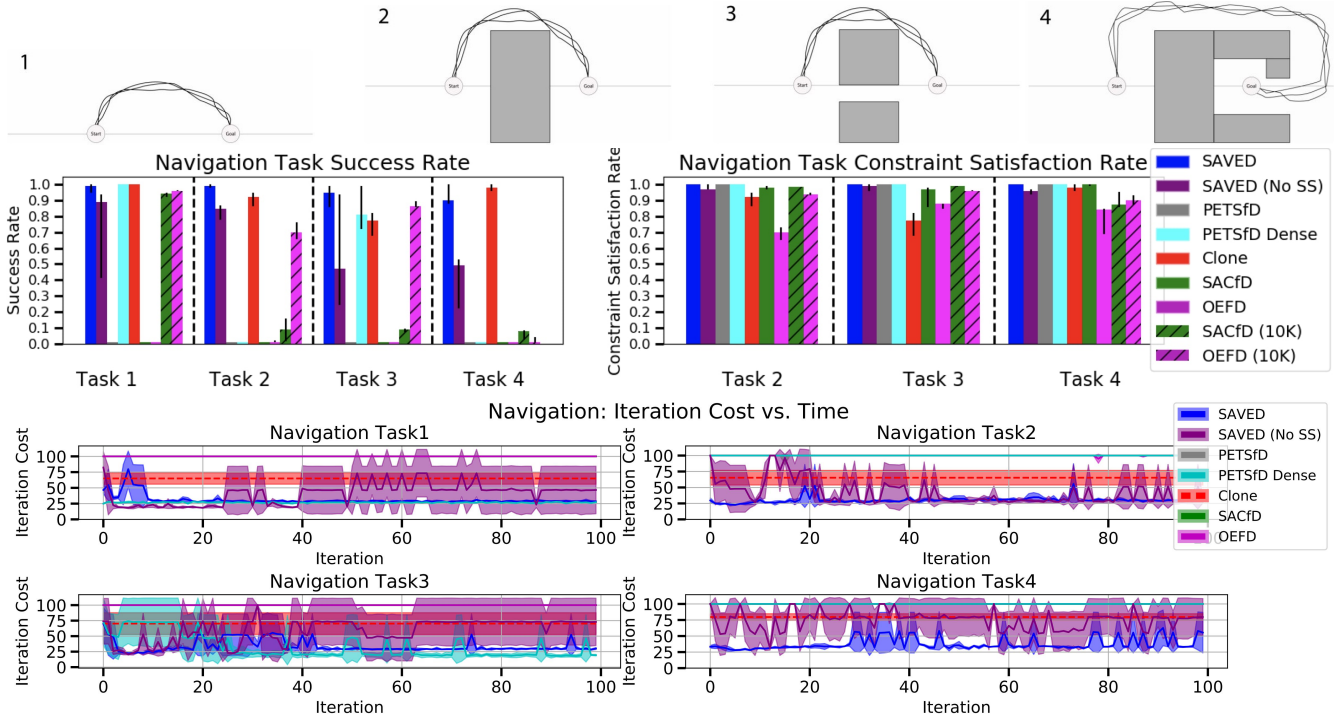 1
2
3
4
Start
Goal
Start
Goal
Start
Goal
Start
Goal
Navigation Task Success Rate
Success Rate
1.0
0.9
0.8
0.7
0.6
0.5
0.4
0.3
0.2
0.1
0.0
Task 1
Task 2
Task 3
Task 4
Navigation Task Constraint Satisfaction Rate
Constraint Satisfaction Rate
1.0
0.9
0.8
0.7
0.6
0.5
0.4
0.3
0.2
0.1
0.0
Task 2
Task 3
Task 4
SAVED
SAVED (No SS)
PETSfD
PETSfD Dense
Clone
SACfD
OEFD
SACfD (10K)
OEFD (10K)
Navigation: Iteration Cost vs. Time
Navigation Task1
Iteration Cost
100
75
50
25
0
0
20
40
60
80
100
Iteration
Navigation Task2
Iteration Cost
100
75
50
25
0
0
20
40
60
80
Iteration
SAVED
SAVED (No SS)
PETSfD
PETSfD Dense
Clone
SACfD
OEFD
Navigation Task3
Iteration Cost
100
75
50
25
0
0
20
40
60
80
100
Iteration
Navigation Task4
Iteration Cost
100
75
50
25
0
0
20
40
60
80
100
Iteration